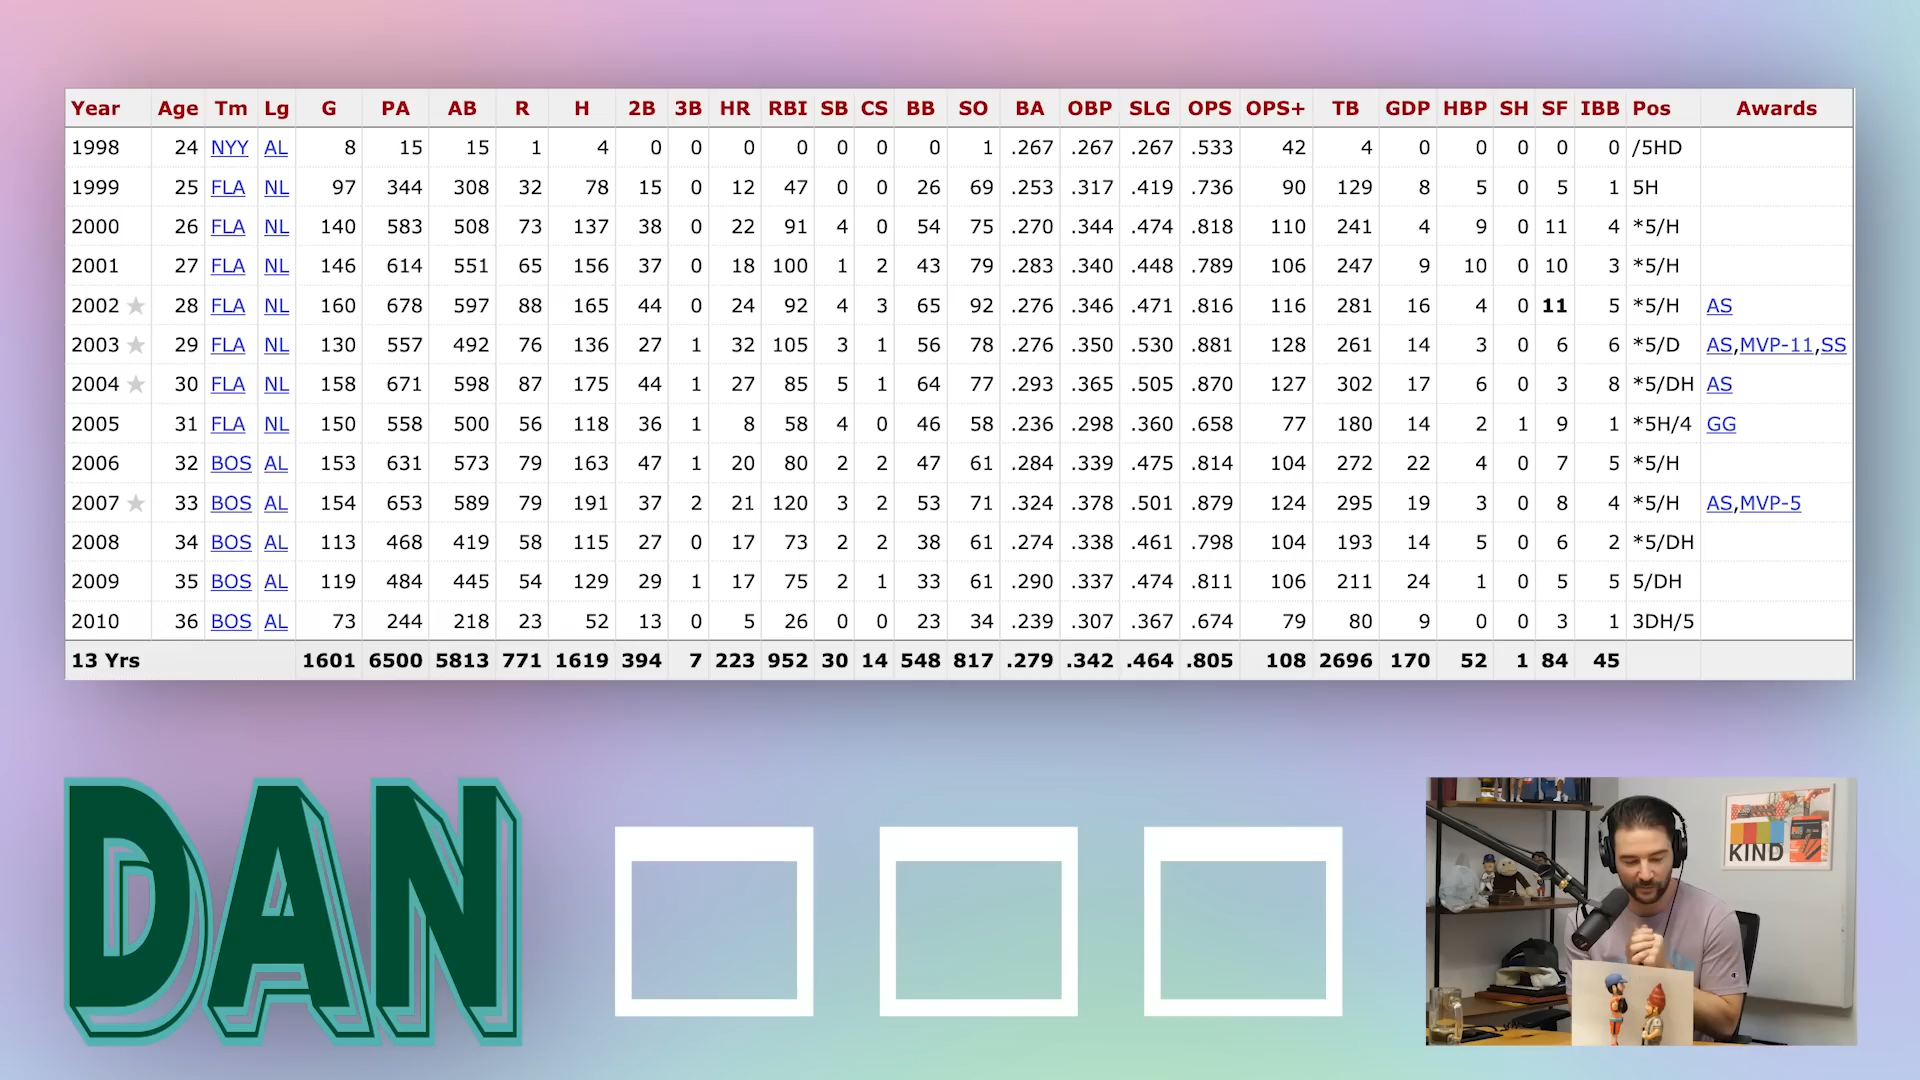 Year Age Tm Lg G PA AB R H 2B 3B HR RBI SB CS BB SO BA OBP SLG OPS OPS+ TB GDP HBP SH SF IBB Pos Awards
1998 24 NYY AL 8 15 15 1 4 0 0 0 0 0 0 0 1 .267 .267 .267 .533 42 4 0 0 0 0 0 /5HD
1999 25 FLA NL 97 344 308 32 78 15 0 12 47 0 0 26 69 .253 .317 .419 .736 90 129 8 5 0 5 1 5H
2000 26 FLA NL 140 583 508 73 137 38 0 22 91 4 0 54 75 .270 .344 .474 .818 110 241 4 9 0 11 4 *5/H
2001 27 FLA NL 146 614 551 65 156 37 0 18 100 1 2 43 79 .283 .340 .448 .789 106 247 9 10 0 10 3 *5/H
2002 28 FLA NL 160 678 597 88 165 44 0 24 92 4 3 65 92 .276 .346 .471 .816 116 281 16 4 0 11 5 *5/H AS
2003 29 FLA NL 130 557 492 76 136 27 1 32 105 3 1 56 78 .276 .350 .530 .881 128 261 14 3 0 6 6 *5/D AS,MVP-11,SS
2004 30 FLA NL 158 671 598 87 175 44 1 27 85 5 1 64 77 .293 .365 .505 .870 127 302 17 6 0 3 8 *5/DH AS
2005 31 FLA NL 150 558 500 56 118 36 1 8 58 4 0 46 58 .236 .298 .360 .658 77 180 14 2 1 9 1 *5H/4 GG
2006 32 BOS AL 153 631 573 79 163 47 1 20 80 2 2 47 61 .284 .339 .475 .814 104 272 22 4 0 7 5 *5/H
2007 33 BOS AL 154 653 589 79 191 37 2 21 120 3 2 53 71 .324 .378 .501 .879 124 295 19 3 0 8 4 *5/H AS,MVP-5
2008 34 BOS AL 113 468 419 58 115 27 0 17 73 2 2 38 61 .274 .338 .461 .798 104 193 14 5 0 6 2 *5/DH
2009 35 BOS AL 119 484 445 54 129 29 1 17 75 2 1 33 61 .290 .337 .474 .811 106 211 24 1 0 5 5 5/DH
2010 36 BOS AL 73 244 218 23 52 13 0 5 26 0 0 23 34 .239 .307 .367 .674 79 80 9 0 0 3 1 3DH/5
13 Yrs 1601 6500 5813 771 1619 394 7 223 952 30 14 548 817 .279 .342 .464 .805 108 2696 170 52 1 84 45
DAN
KIND